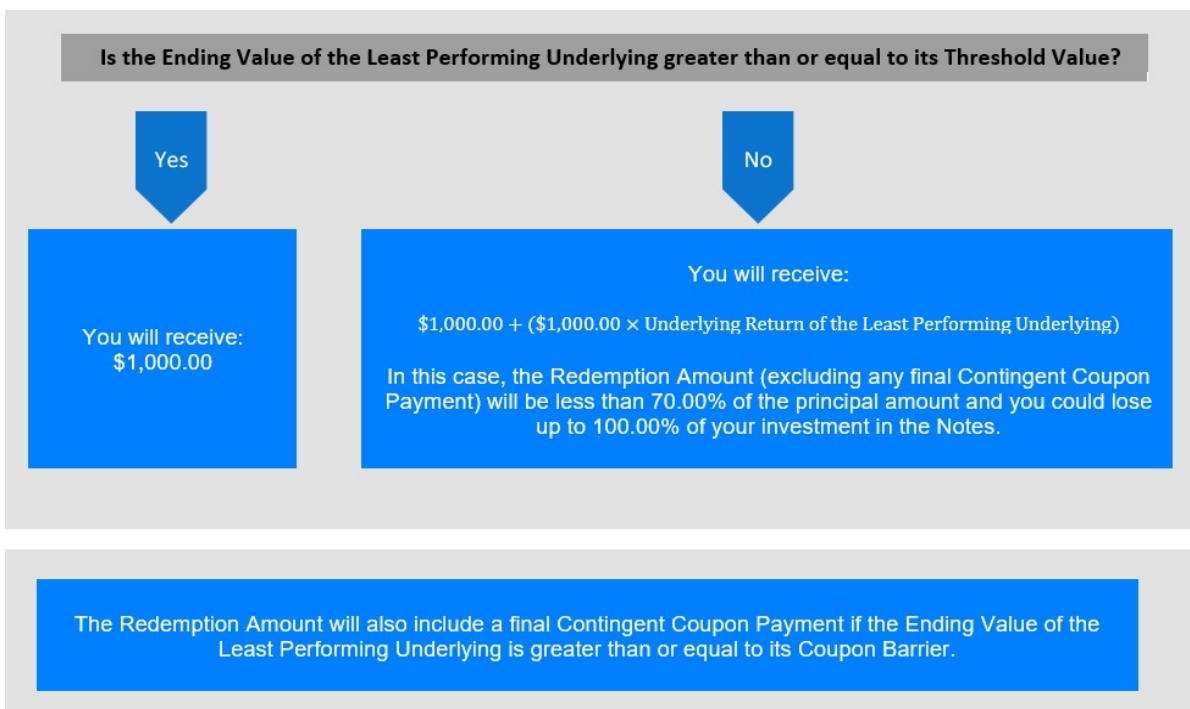 Is the Ending Value of the Least Performing Underlying greater than or equal to its Threshold Value?
Yes
No
You will receive:
$1,000.00
You will receive:
$1,000.00 + ($1,000.00 × Underlying Return of the Least Performing Underlying)
In this case, the Redemption Amount (excluding any final Contingent Coupon
Payment) will be less than 70.00% of the principal amount and you could lose
up to 100.00% of your investment in the Notes.
The Redemption Amount will also include a final Contingent Coupon Payment if the Ending Value of the
Least Performing Underlying is greater than or equal to its Coupon Barrier.